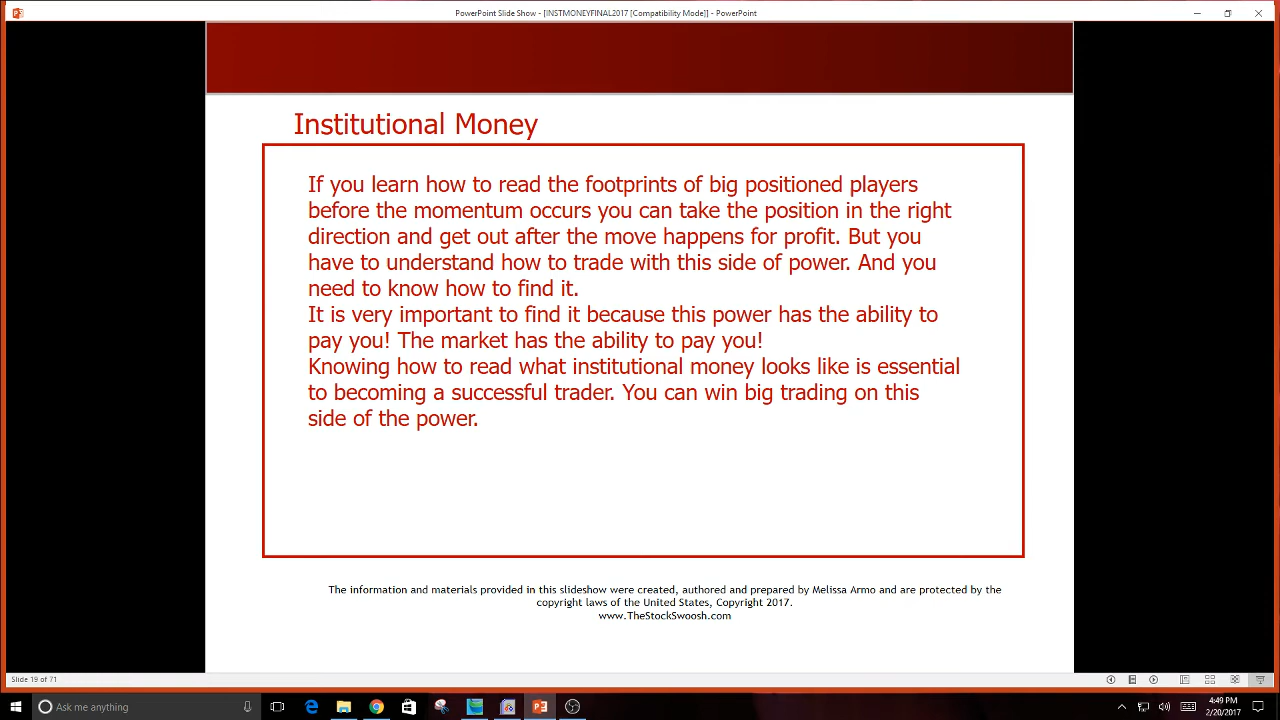 PowerPoint Slide Show - [INSTMONEYFINAL2017 [Compatibility Mode]] - PowerPoint
Institutional Money
If you learn how to read the footprints of big positioned players
before the momentum occurs you can take the position in the right
direction and get out after the move happens for profit. But you
have to understand how to trade with this side of power. And you
need to know how to find it.
It is very important to find it because this power has the ability to
pay you! The market has the ability to pay you!
Knowing how to read what institutional money looks like is essential
to becoming a successful trader. You can win big trading on this
side of the power.
The information and materials provided in this slideshow were created, authored and prepared by Melissa Armo and are protected by the
copyright laws of the United States, Copyright 2017.
www.TheStockSwoosh.com
Slide 19 of 71
Ask me anything
4:49 PM
2/20/2017